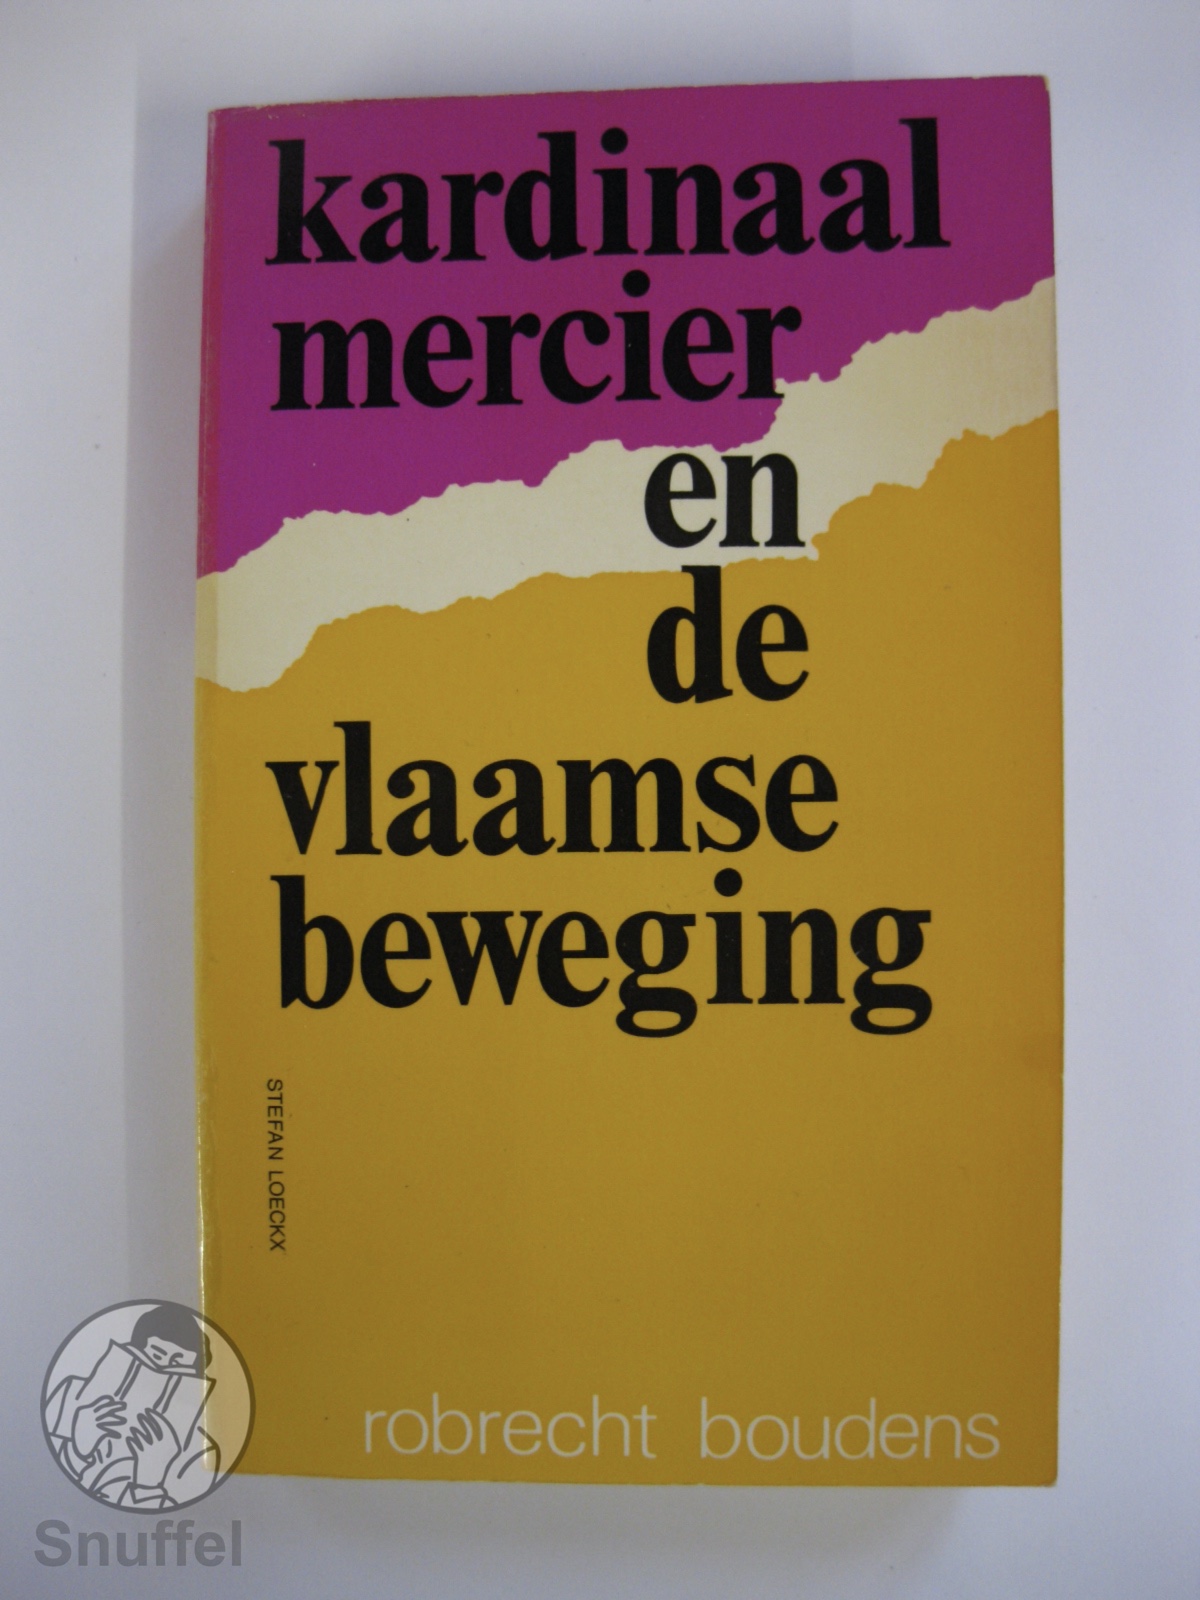 kardinaal
mercier
en
de
vlaamse
beweging
STEFAN LOECKX
robrecht boudens
Snuffel